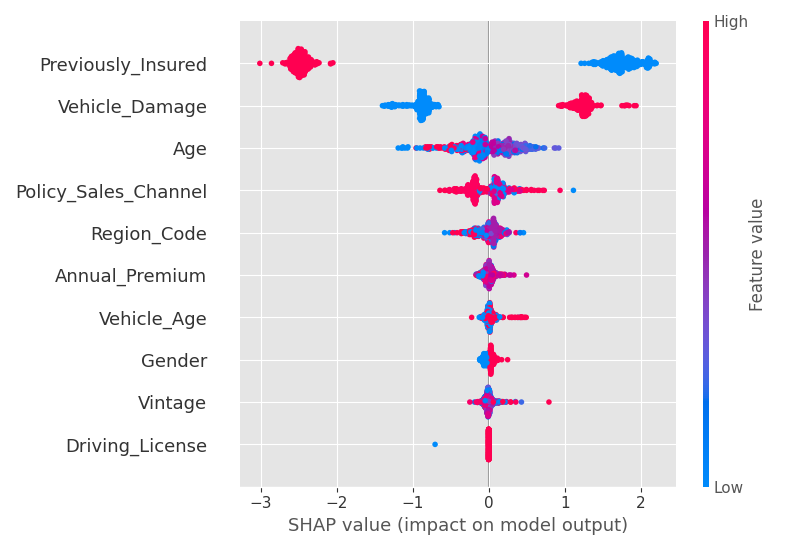 High
Previously_Insured
Vehicle_Damage
Age
Policy_Sales_Channel
Region_Code
Annual_Premium
Vehicle_Age
Gender
Vintage
Driving_License
Feature value
Low
−3 −2 −1 0 1 2
SHAP value (impact on model output)